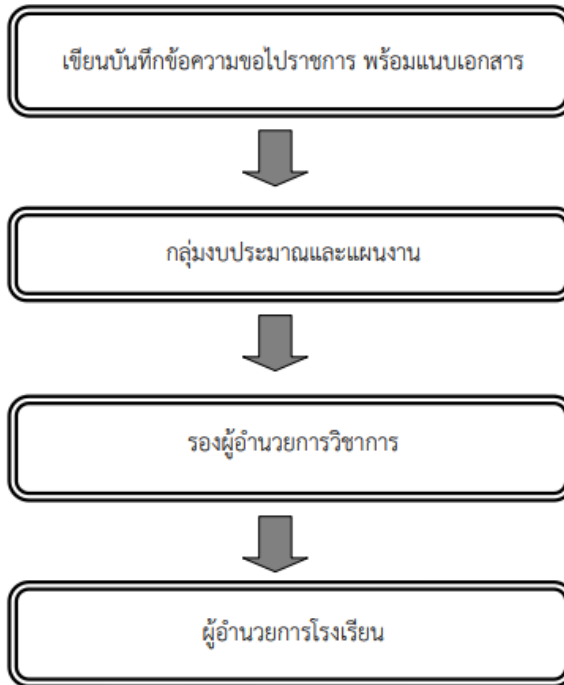 เขียนบันทึกข้อความขอไปราชการ พร้อมแนบเอกสาร
กลุ่มงบประมาณและแผนงาน
รองผู้อำนวยการวิชาการ
ผู้อำนวยการโรงเรียน